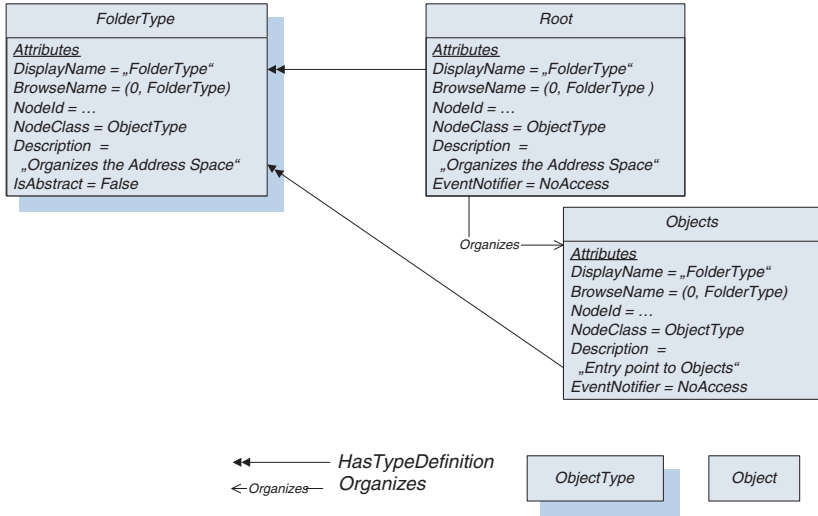 FolderType
Attributes
DisplayName = „FolderType“
BrowseName = (0, FolderType)
NodeId = …
NodeClass = ObjectType
Description =
„Organizes the Address Space“
IsAbstract = False
Root
Attributes
DisplayName = „FolderType“
BrowseName = (0, FolderType )
NodeId = …
NodeClass = ObjectType
Description =
„Organizes the Address Space“
EventNotifier = NoAccess
Organizes
Objects
Attributes
DisplayName = „FolderType“
BrowseName = (0, FolderType)
NodeId = …
NodeClass = ObjectType
Description =
„Entry point to Objects“
EventNotifier = NoAccess
HasTypeDefinition
Organizes Organizes
ObjectType
Object